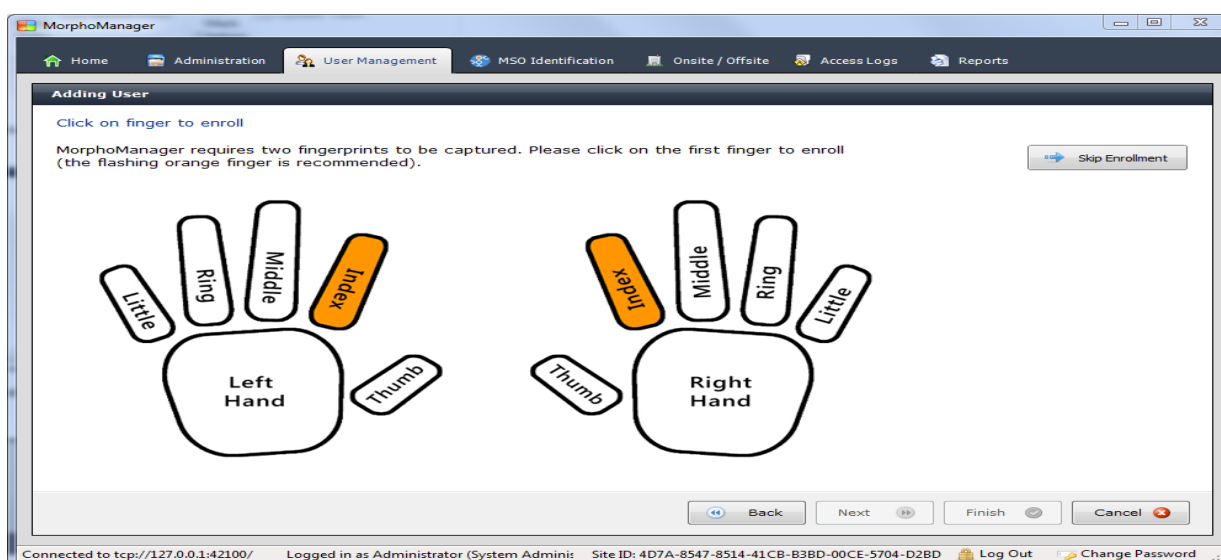 MorphoManager
Home Administration User Management MSO Identification Onsite / Offsite Access Logs Reports
Adding User
Click on finger to enroll
MorphoManager requires two fingerprints to be captured. Please click on the first finger to enroll
(the flashing orange finger is recommended).
Skip Enrollment
Little
Ring
Middle
Index
Thumb
Left
Hand
Thumb
Index
Middle
Ring
Little
Right
Hand
Back Next Finish Cancel
Connected to tcp://127.0.0.1:42100/ Logged in as Administrator (System Adminis Site ID: 4D7A-8547-8514-41CB-B3BD-00CE-5704-D2BD Log Out Change Password